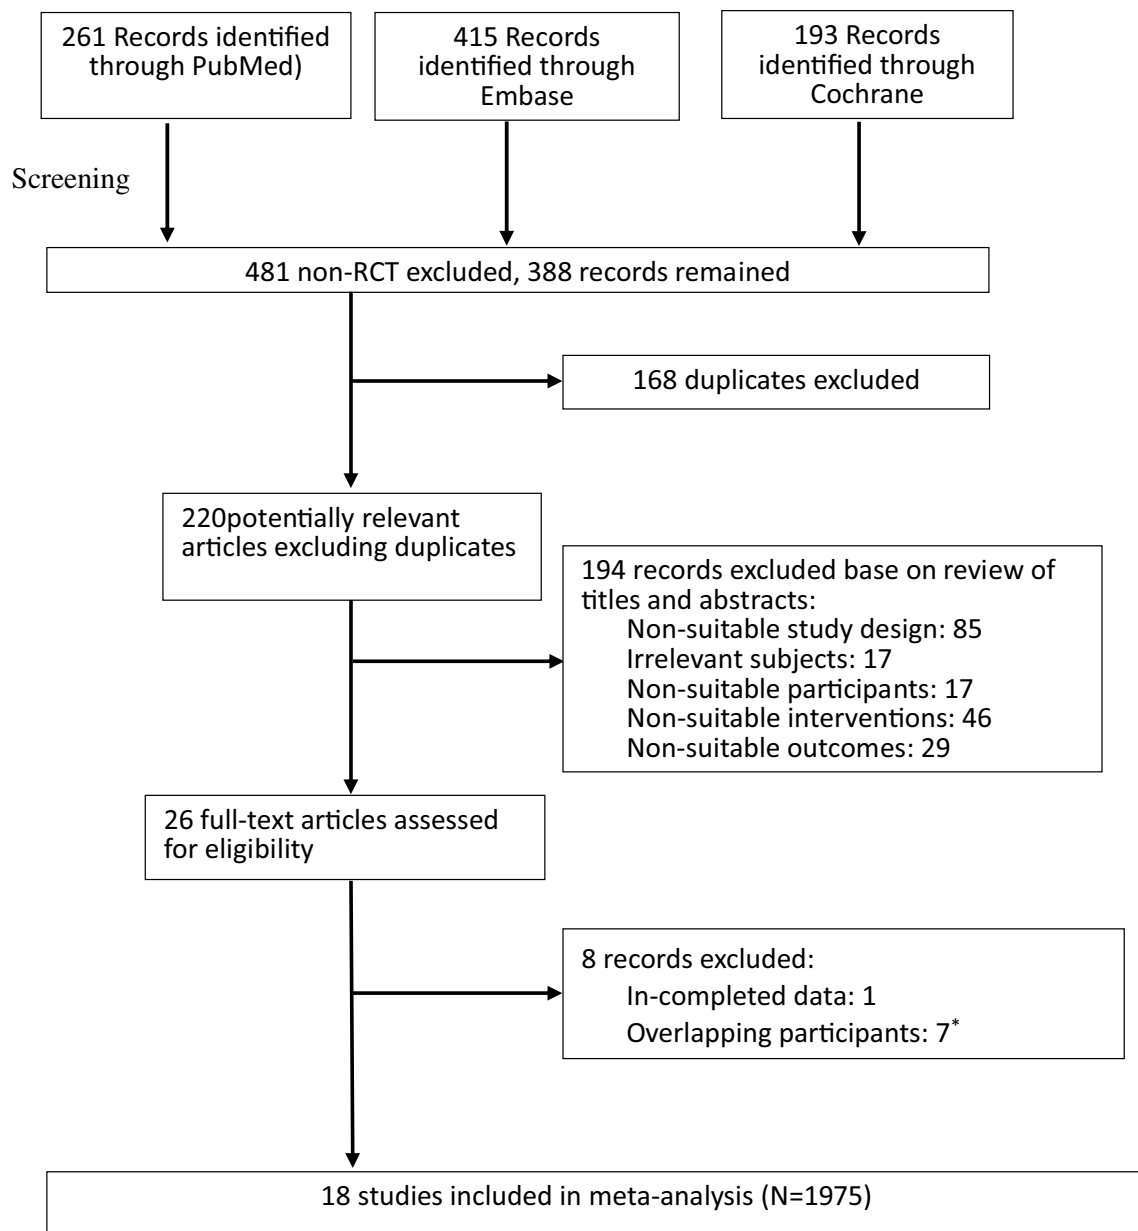 261 Records identified
through PubMed)
415 Records
identified through
Embase
193 Records
identified through
Cochrane
Screening
481 non-RCT excluded, 388 records remained
168 duplicates excluded
220potentially relevant
articles excluding duplicates
194 records excluded base on review of
titles and abstracts:
Non-suitable study design: 85
Irrelevant subjects: 17
Non-suitable participants: 17
Non-suitable interventions: 46
Non-suitable outcomes: 29
26 full-text articles assessed
for eligibility
8 records excluded:
In-completed data: 1
Overlapping participants: 7*
18 studies included in meta-analysis (N=1975)